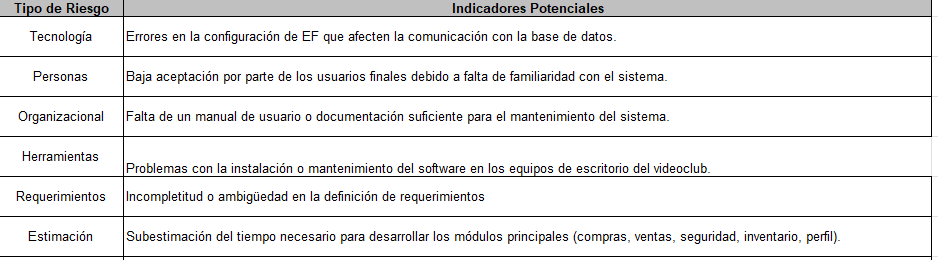 Tipo de Riesgo Indicadores Potenciales
Tecnología Errores en la configuración de EF que afecten la comunicación con la base de datos.
Personas Baja aceptación por parte de los usuarios finales debido a falta de familiaridad con el sistema.
Organizacional Falta de un manual de usuario o documentación suficiente para el mantenimiento del sistema.
Herramientas Problemas con la instalación o mantenimiento del software en los equipos de escritorio del videoclub.
Requerimientos Incompletitud o ambigüedad en la definición de requerimientos
Estimación Subestimación del tiempo necesario para desarrollar los módulos principales (compras, ventas, seguridad, inventario, perfil).